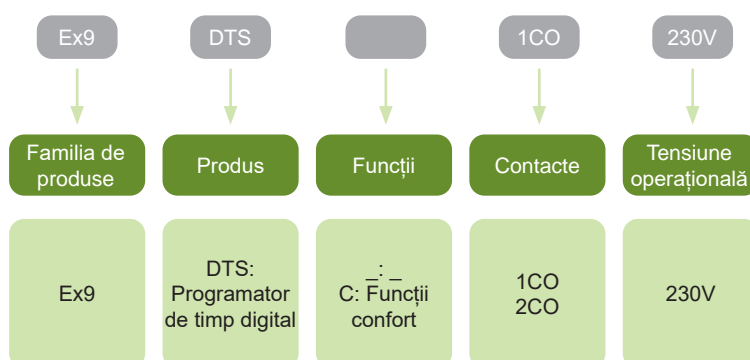 Ex9
DTS
1CO
230V
Familia de
produse
Produs
Funcții
Contacte
Tensiune
operațională
Ex9
DTS:
Programator
de timp digital
_: _
C: Funcții
confort
1CO
2CO
230V